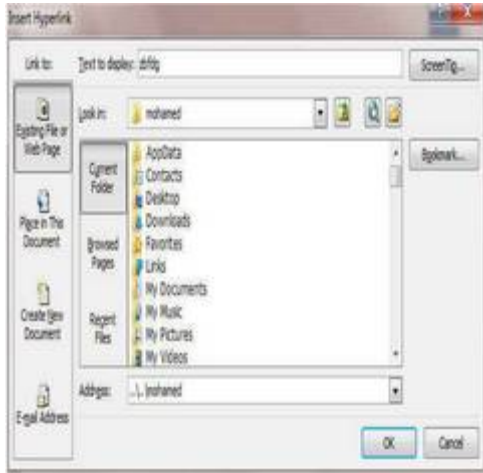 Insert Hyperlink
Link to:
Text to display:
ScreenTip...
Existing File or
Web Page
Look in: mohamed
Bookmark...
Current
Folder
AppData
Contacts
Desktop
Downloads
Favorites
Links
My Documents
My Music
My Pictures
My Videos
Place in This
Document
Browsed
Pages
Create New
Document
Recent
Files
E-mail Address
Address: ..\..\mohamed
OK
Cancel